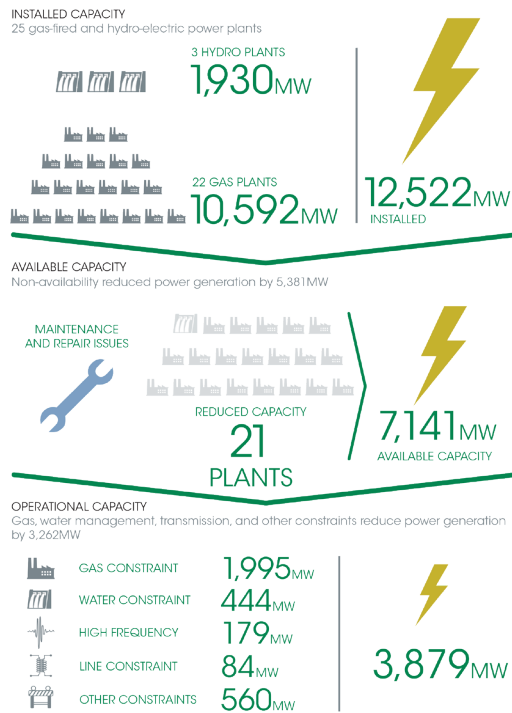 INSTALLED CAPACITY
25 gas-fired and hydro-electric power plants
3 HYDRO PLANTS
1,930MW
22 GAS PLANTS
10,592MW
12,522MW
INSTALLED
AVAILABLE CAPACITY
Non-availability reduced power generation by 5,381MW
MAINTENANCE
AND REPAIR ISSUES
REDUCED CAPACITY
21
PLANTS
7,141MW
AVAILABLE CAPACITY
OPERATIONAL CAPACITY
Gas, water management, transmission, and other constraints reduce power generation
by 3,262MW
GAS CONSTRAINT 1,995MW
WATER CONSTRAINT 444MW
HIGH FREQUENCY 179MW
LINE CONSTRAINT 84MW
OTHER CONSTRAINTS 560MW
3,879MW